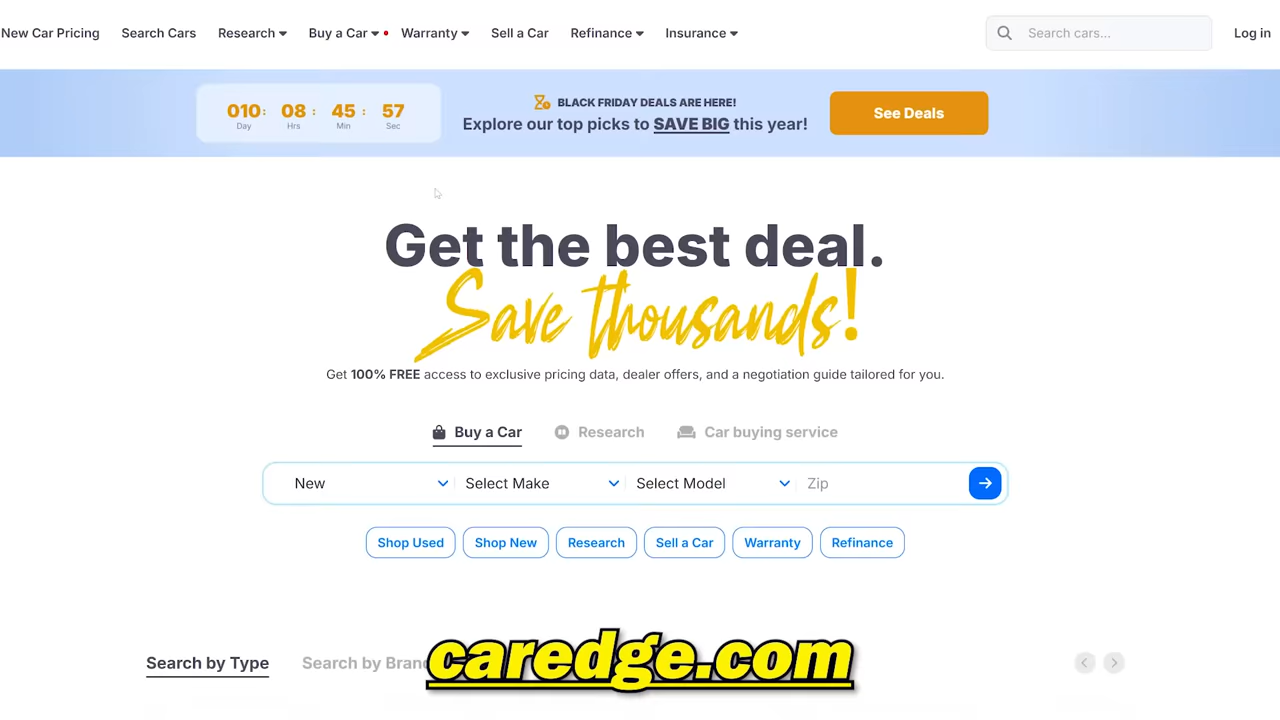 New Car Pricing Search Cars Research Buy a Car Warranty Sell a Car Refinance Insurance Search cars... Log in
010 : 08 : 45 : 57
Day Hrs Min Sec
BLACK FRIDAY DEALS ARE HERE!
Explore our top picks to SAVE BIG this year!
See Deals
Get the best deal.
Save thousands!
Get 100% FREE access to exclusive pricing data, dealer offers, and a negotiation guide tailored for you.
Buy a Car Research Car buying service
New Select Make Select Model Zip
Shop Used Shop New Research Sell a Car Warranty Refinance
Search by Type Search by Bran
caredge.com